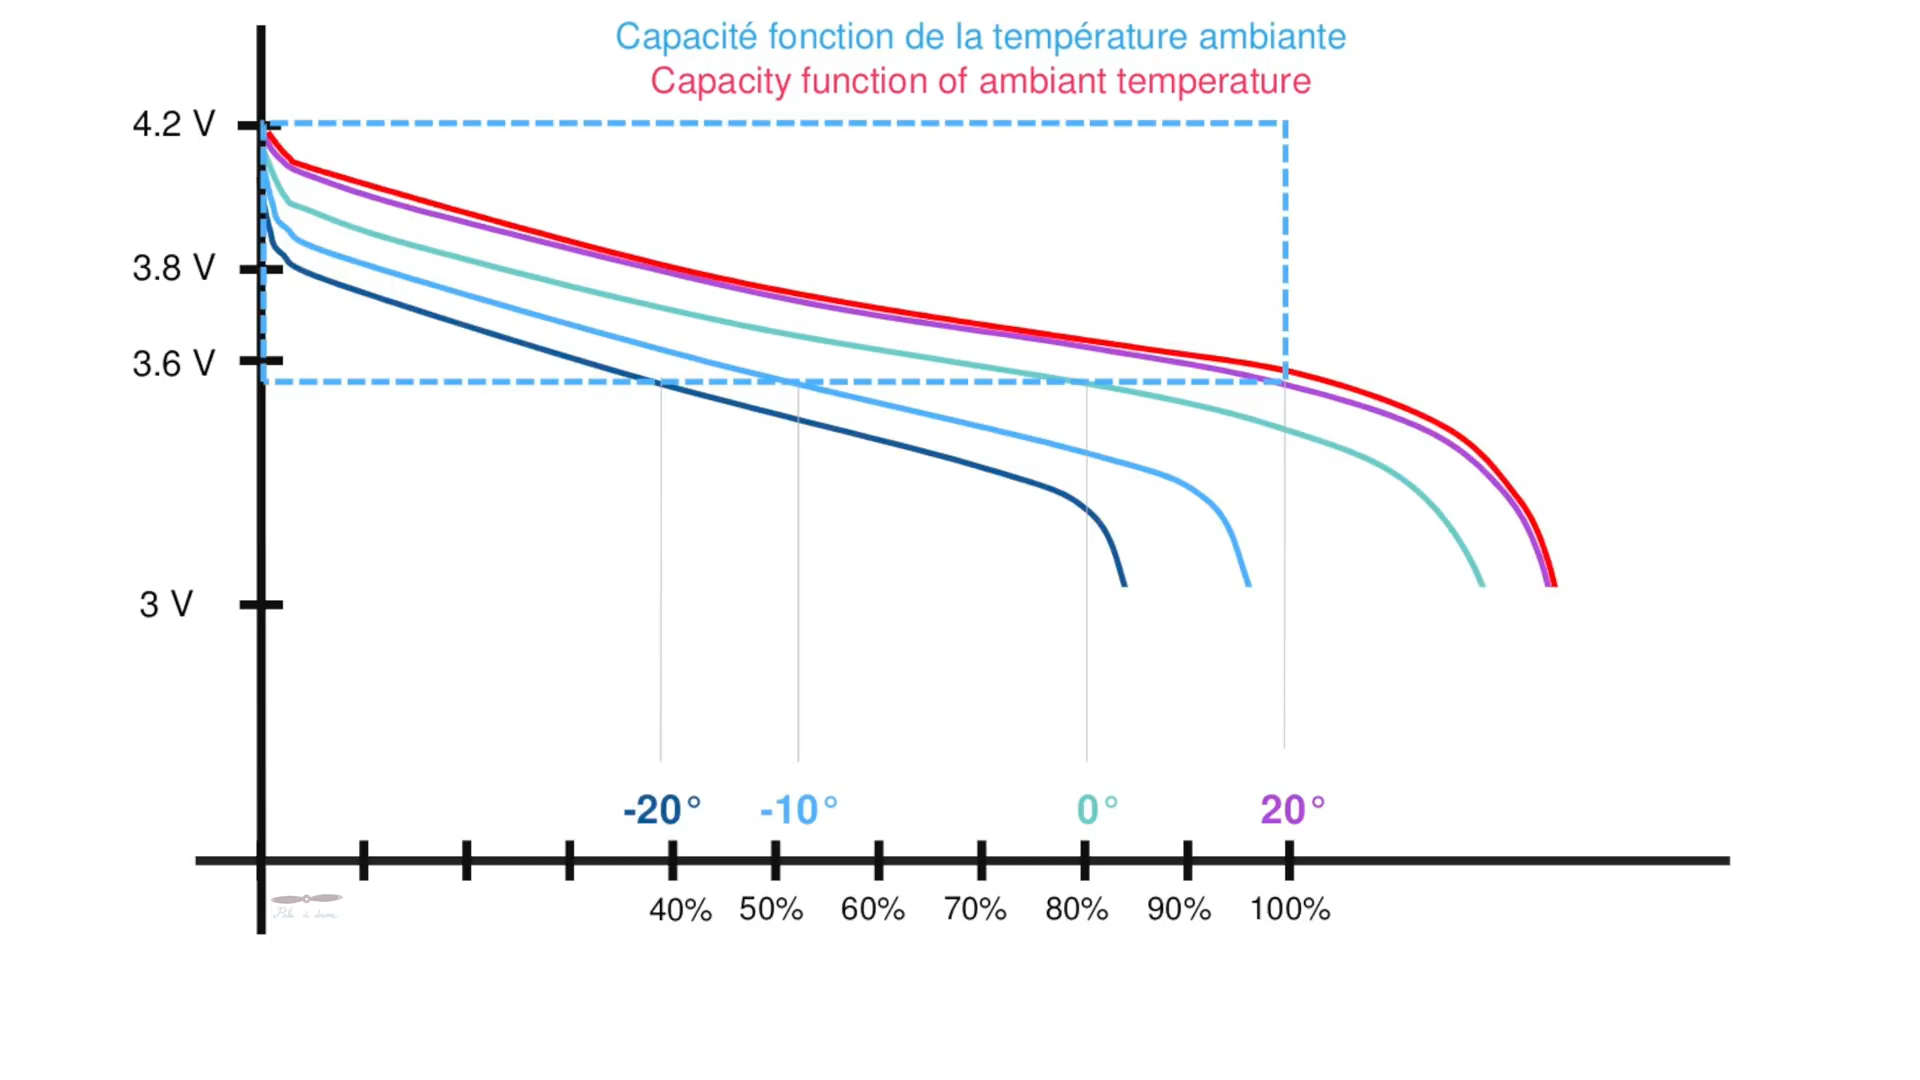 Capacité fonction de la température ambiante
Capacity function of ambiant temperature
4.2 V
3.8 V
3.6 V
3 V
-20° -10° 0° 20°
40% 50% 60% 70% 80% 90% 100%